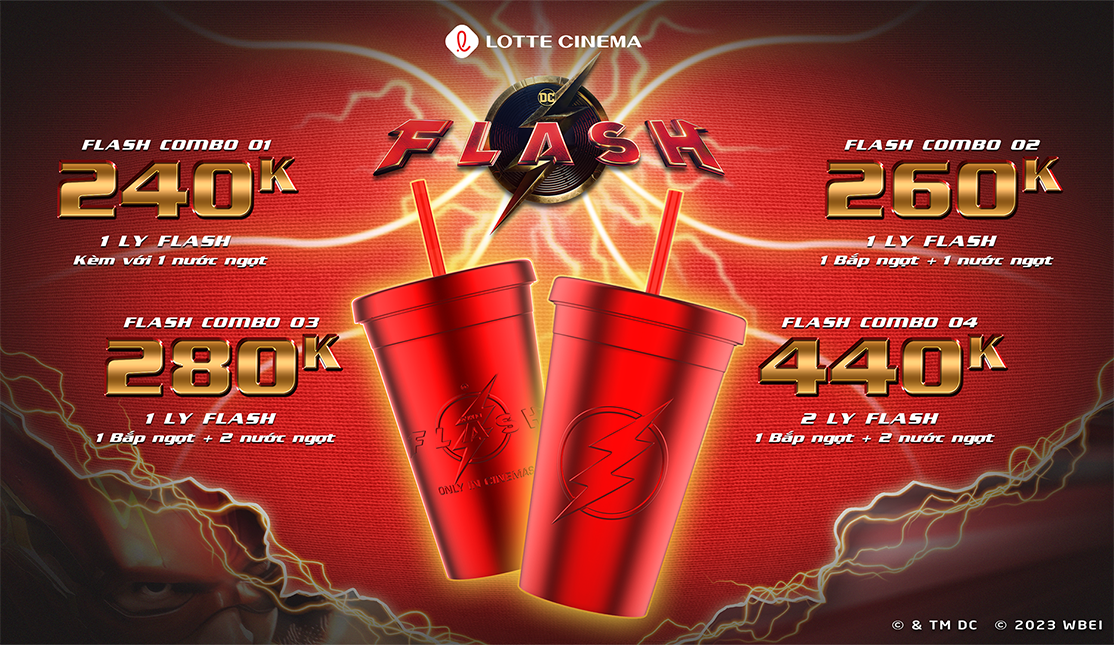 LOTTE CINEMA
DC
FLASH
FLASH COMBO 01
240K
1 LY FLASH
Kèm với 1 nước ngọt
FLASH COMBO 02
260K
1 LY FLASH
1 Bắp ngọt + 1 nước ngọt
FLASH COMBO 03
280K
1 LY FLASH
1 Bắp ngọt + 2 nước ngọt
FLASH COMBO 04
440K
2 LY FLASH
1 Bắp ngọt + 2 nước ngọt
FLASH
ONLY IN CINEMAS
© & TM DC © 2023 WBEI